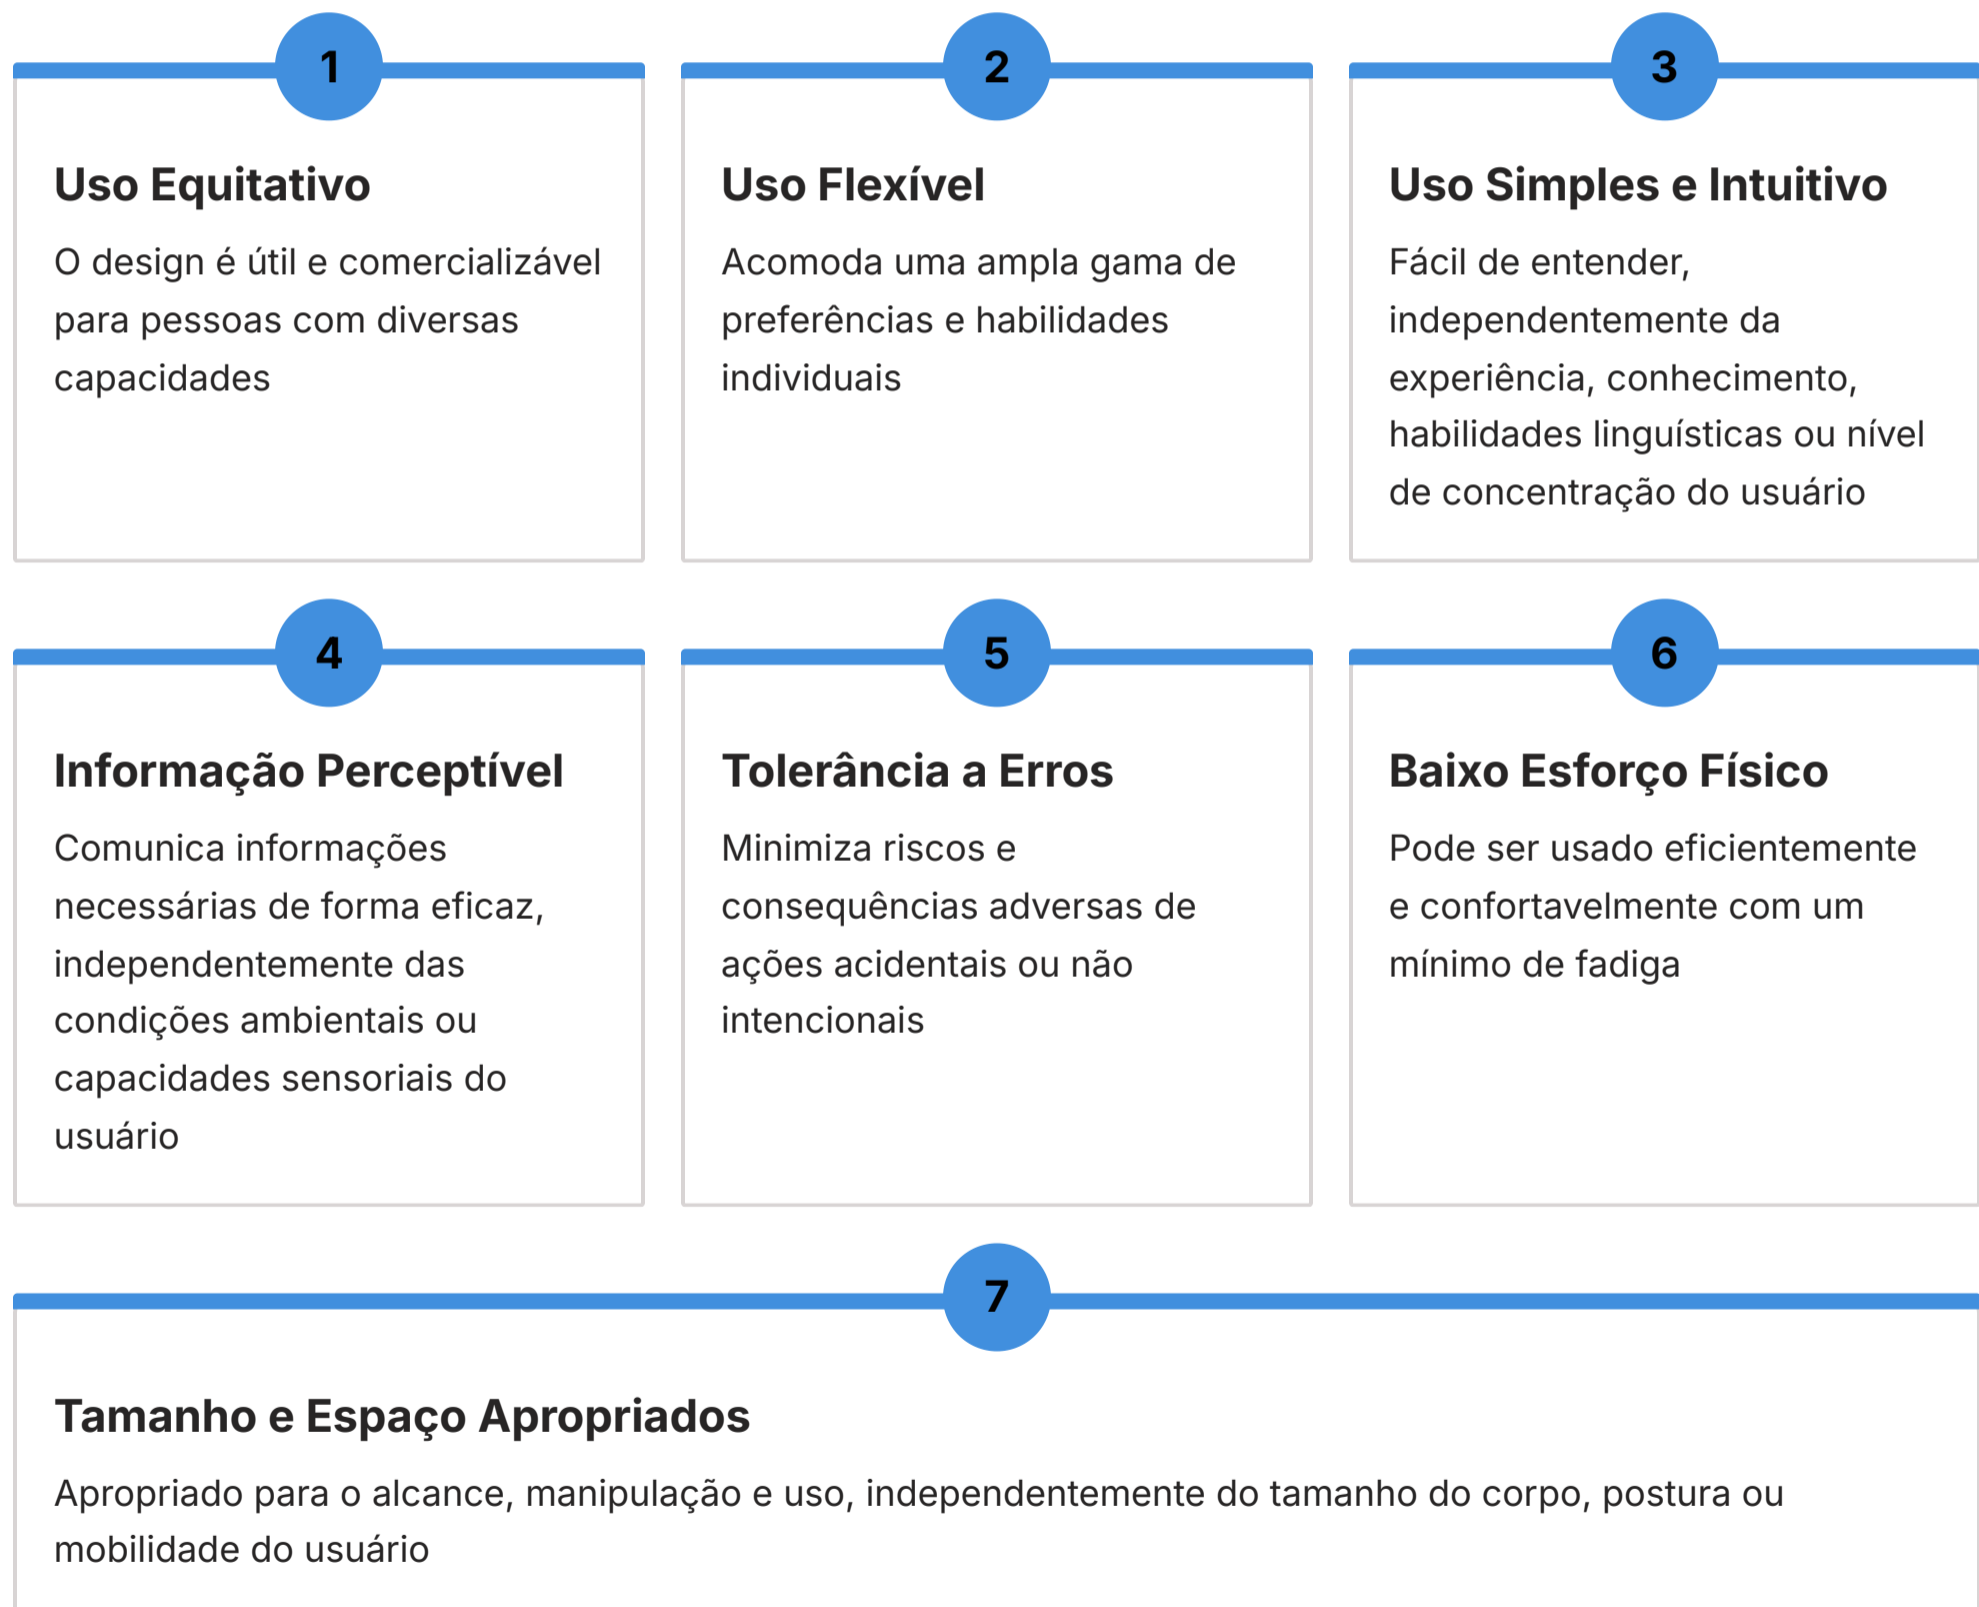 1
Uso Equitativo
O design é útil e comercializável
para pessoas com diversas
capacidades
2
Uso Flexível
Acomoda uma ampla gama de
preferências e habilidades
individuais
3
Uso Simples e Intuitivo
Fácil de entender,
independentemente da
experiência, conhecimento,
habilidades linguísticas ou nível
de concentração do usuário
4
Informação Perceptível
Comunica informações
necessárias de forma eficaz,
independentemente das
condições ambientais ou
capacidades sensoriais do
usuário
5
Tolerância a Erros
Minimiza riscos e
consequências adversas de
ações acidentais ou não
intencionais
6
Baixo Esforço Físico
Pode ser usado eficientemente
e confortavelmente com um
mínimo de fadiga
7
Tamanho e Espaço Apropriados
Apropriado para o alcance, manipulação e uso, independentemente do tamanho do corpo, postura ou
mobilidade do usuário